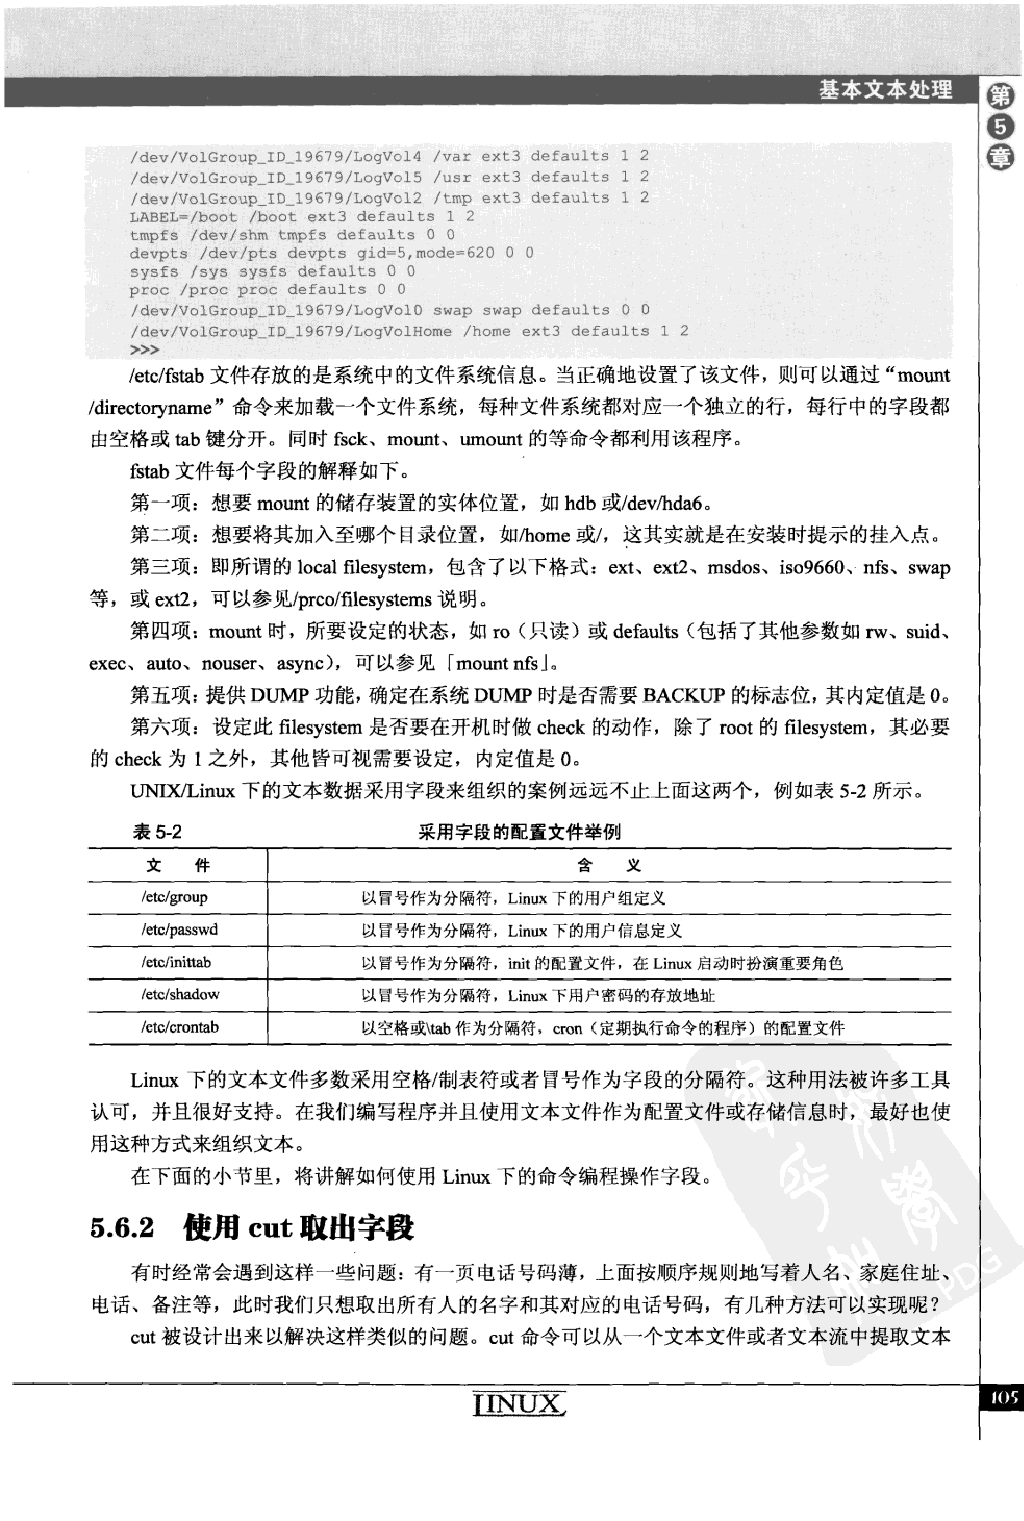 基本文本处理
第5章
/dev/VolGroup_ID_19679/LogVol4 /var ext3 defaults 1 2
/dev/VolGroup_ID_19679/LogVol5 /usr ext3 defaults 1 2
/dev/VolGroup_ID_19679/LogVol2 /tmp ext3 defaults 1 2
LABEL=/boot /boot ext3 defaults 1 2
tmpfs /dev/shm tmpfs defaults 0 0
devpts /dev/pts devpts gid=5,mode=620 0 0
sysfs /sys sysfs defaults 0 0
proc /proc proc defaults 0 0
/dev/VolGroup_ID_19679/LogVol0 swap swap defaults 0 0
/dev/VolGroup_ID_19679/LogVolHome /home ext3 defaults 1 2
>>>
/etc/fstab 文件存放的是系统中的文件系统信息。当正确地设置了该文件，则可以通过“mount
/directoryname”命令来加载一个文件系统，每种文件系统都对应一个独立的行，每行中的字段都
由空格或 tab 键分开。同时 fsck、mount、umount 的等命令都利用该程序。
fstab 文件每个字段的解释如下。
第一项：想要 mount 的储存装置的实体位置，如 hdb 或/dev/hda6。
第二项：想要将其加入至哪个目录位置，如/home 或/，这其实就是在安装时提示的挂入点。
第三项：即所谓的 local filesystem，包含了以下格式：ext、ext2、msdos、iso9660、nfs、swap
等，或 ext2，可以参见/prco/filesystems 说明。
第四项：mount 时，所要设定的状态，如 ro（只读）或 defaults（包括了其他参数如 rw、suid、
exec、auto、nouser、async），可以参见「mount nfs」。
第五项：提供 DUMP 功能，确定在系统 DUMP 时是否需要 BACKUP 的标志位，其内定值是 0。
第六项：设定此 filesystem 是否要在开机时做 check 的动作，除了 root 的 filesystem，其必要
的 check 为 1 之外，其他皆可视需要设定，内定值是 0。
UNIX/Linux 下的文本数据采用字段来组织的案例远远不止上面这两个，例如表 5-2 所示。
表 5-2 采用字段的配置文件举例
文 件 含 义
/etc/group 以冒号作为分隔符，Linux 下的用户组定义
/etc/passwd 以冒号作为分隔符，Linux 下的用户信息定义
/etc/inittab 以冒号作为分隔符，init 的配置文件，在 Linux 启动时扮演重要角色
/etc/shadow 以冒号作为分隔符，Linux 下用户密码的存放地址
/etc/crontab 以空格或\tab 作为分隔符，cron（定期执行命令的程序）的配置文件
Linux 下的文本文件多数采用空格/制表符或者冒号作为字段的分隔符。这种用法被许多工具
认可，并且很好支持。在我们编写程序并且使用文本文件作为配置文件或存储信息时，最好也使
用这种方式来组织文本。
在下面的小节里，将讲解如何使用 Linux 下的命令编程操作字段。
5.6.2 使用 cut 取出字段
有时经常会遇到这样一些问题：有一页电话号码薄，上面按顺序规则地写着人名、家庭住址、
电话、备注等，此时我们只想取出所有人的名字和其对应的电话号码，有几种方法可以实现呢？
cut 被设计出来以解决这样类似的问题。cut 命令可以从一个文本文件或者文本流中提取文本
PDG
LINUX
105